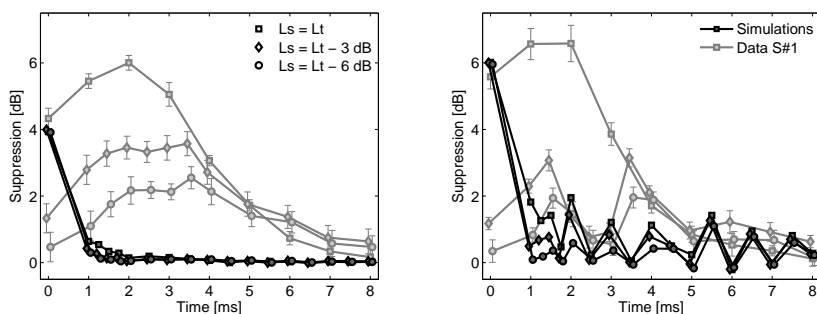 Ls = Lt
Ls = Lt − 3 dB
Ls = Lt − 6 dB
Suppression [dB]
6
4
2
0
0 1 2 3 4 5 6 7 8
Time [ms]
Simulations
Data S#1
Suppression [dB]
6
4
2
0
0 1 2 3 4 5 6 7 8
Time [ms]